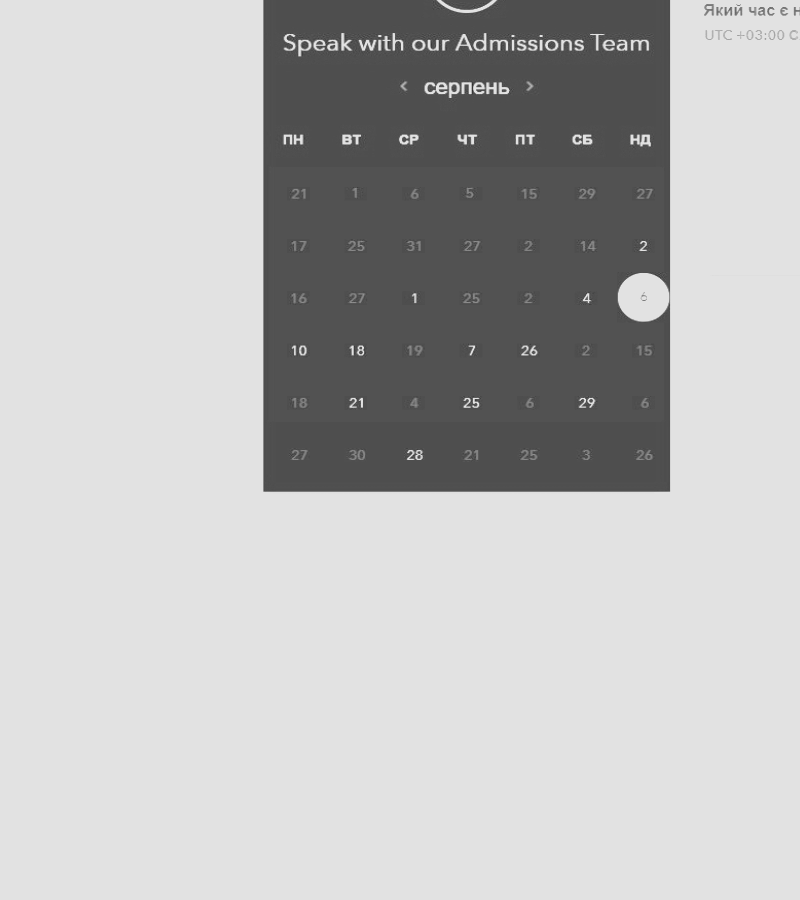 Який час є
UTC +03:00
Speak with our Admissions Team
‹ серпень ›
ПН ВТ СР ЧТ ПТ СБ НД
21 1 6 5 15 29 27
17 25 31 27 2 14 2
16 27 1 25 2 4 6
10 18 19 7 26 2 15
18 21 4 25 6 29 6
27 30 28 21 25 3 26